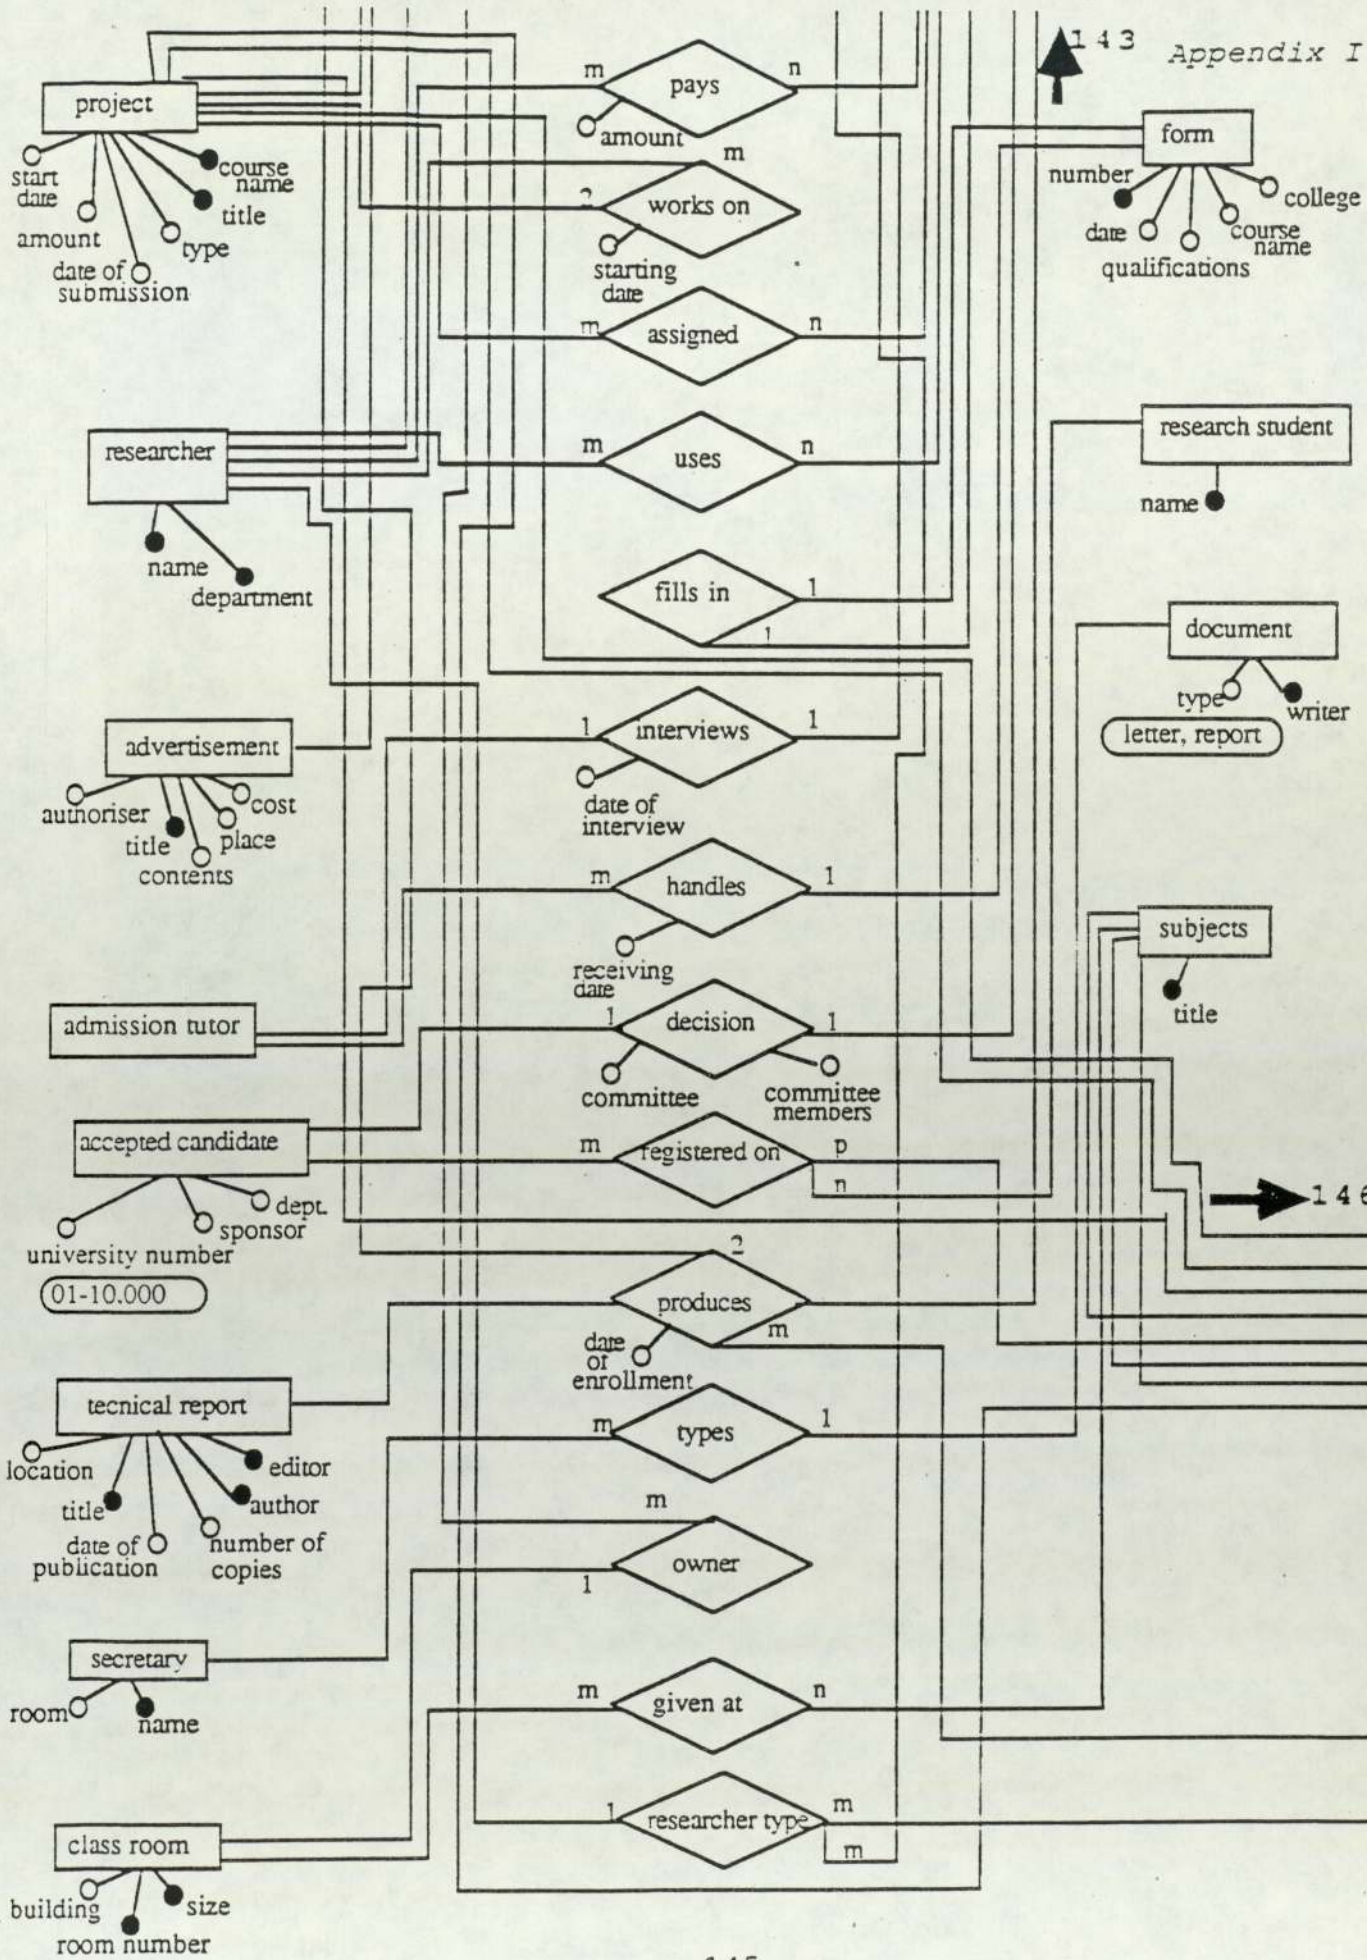 143
Appendix I
project
start
date
amount
date of
submission
type
title
course
name
m
pays
n
amount
m
2
works on
starting
date
m
assigned
n
form
number
date
qualifications
course
name
college
researcher
name
department
m
uses
n
research student
name
fills in
1
1
document
type
writer
letter, report
advertisement
authoriser
title
contents
place
cost
1
interviews
1
date of
interview
m
handles
1
receiving
date
subjects
title
admission tutor
1
decision
1
committee
committee
members
accepted candidate
university number
sponsor
dept.
01-10.000
m
registered on
p
n
146
2
produces
m
date
or
enrollment
tecnical report
location
title
date of
publication
number of
copies
author
editor
m
types
1
m
owner
1
secretary
room
name
m
given at
n
class room
building
room number
size
1
researcher type
m
m